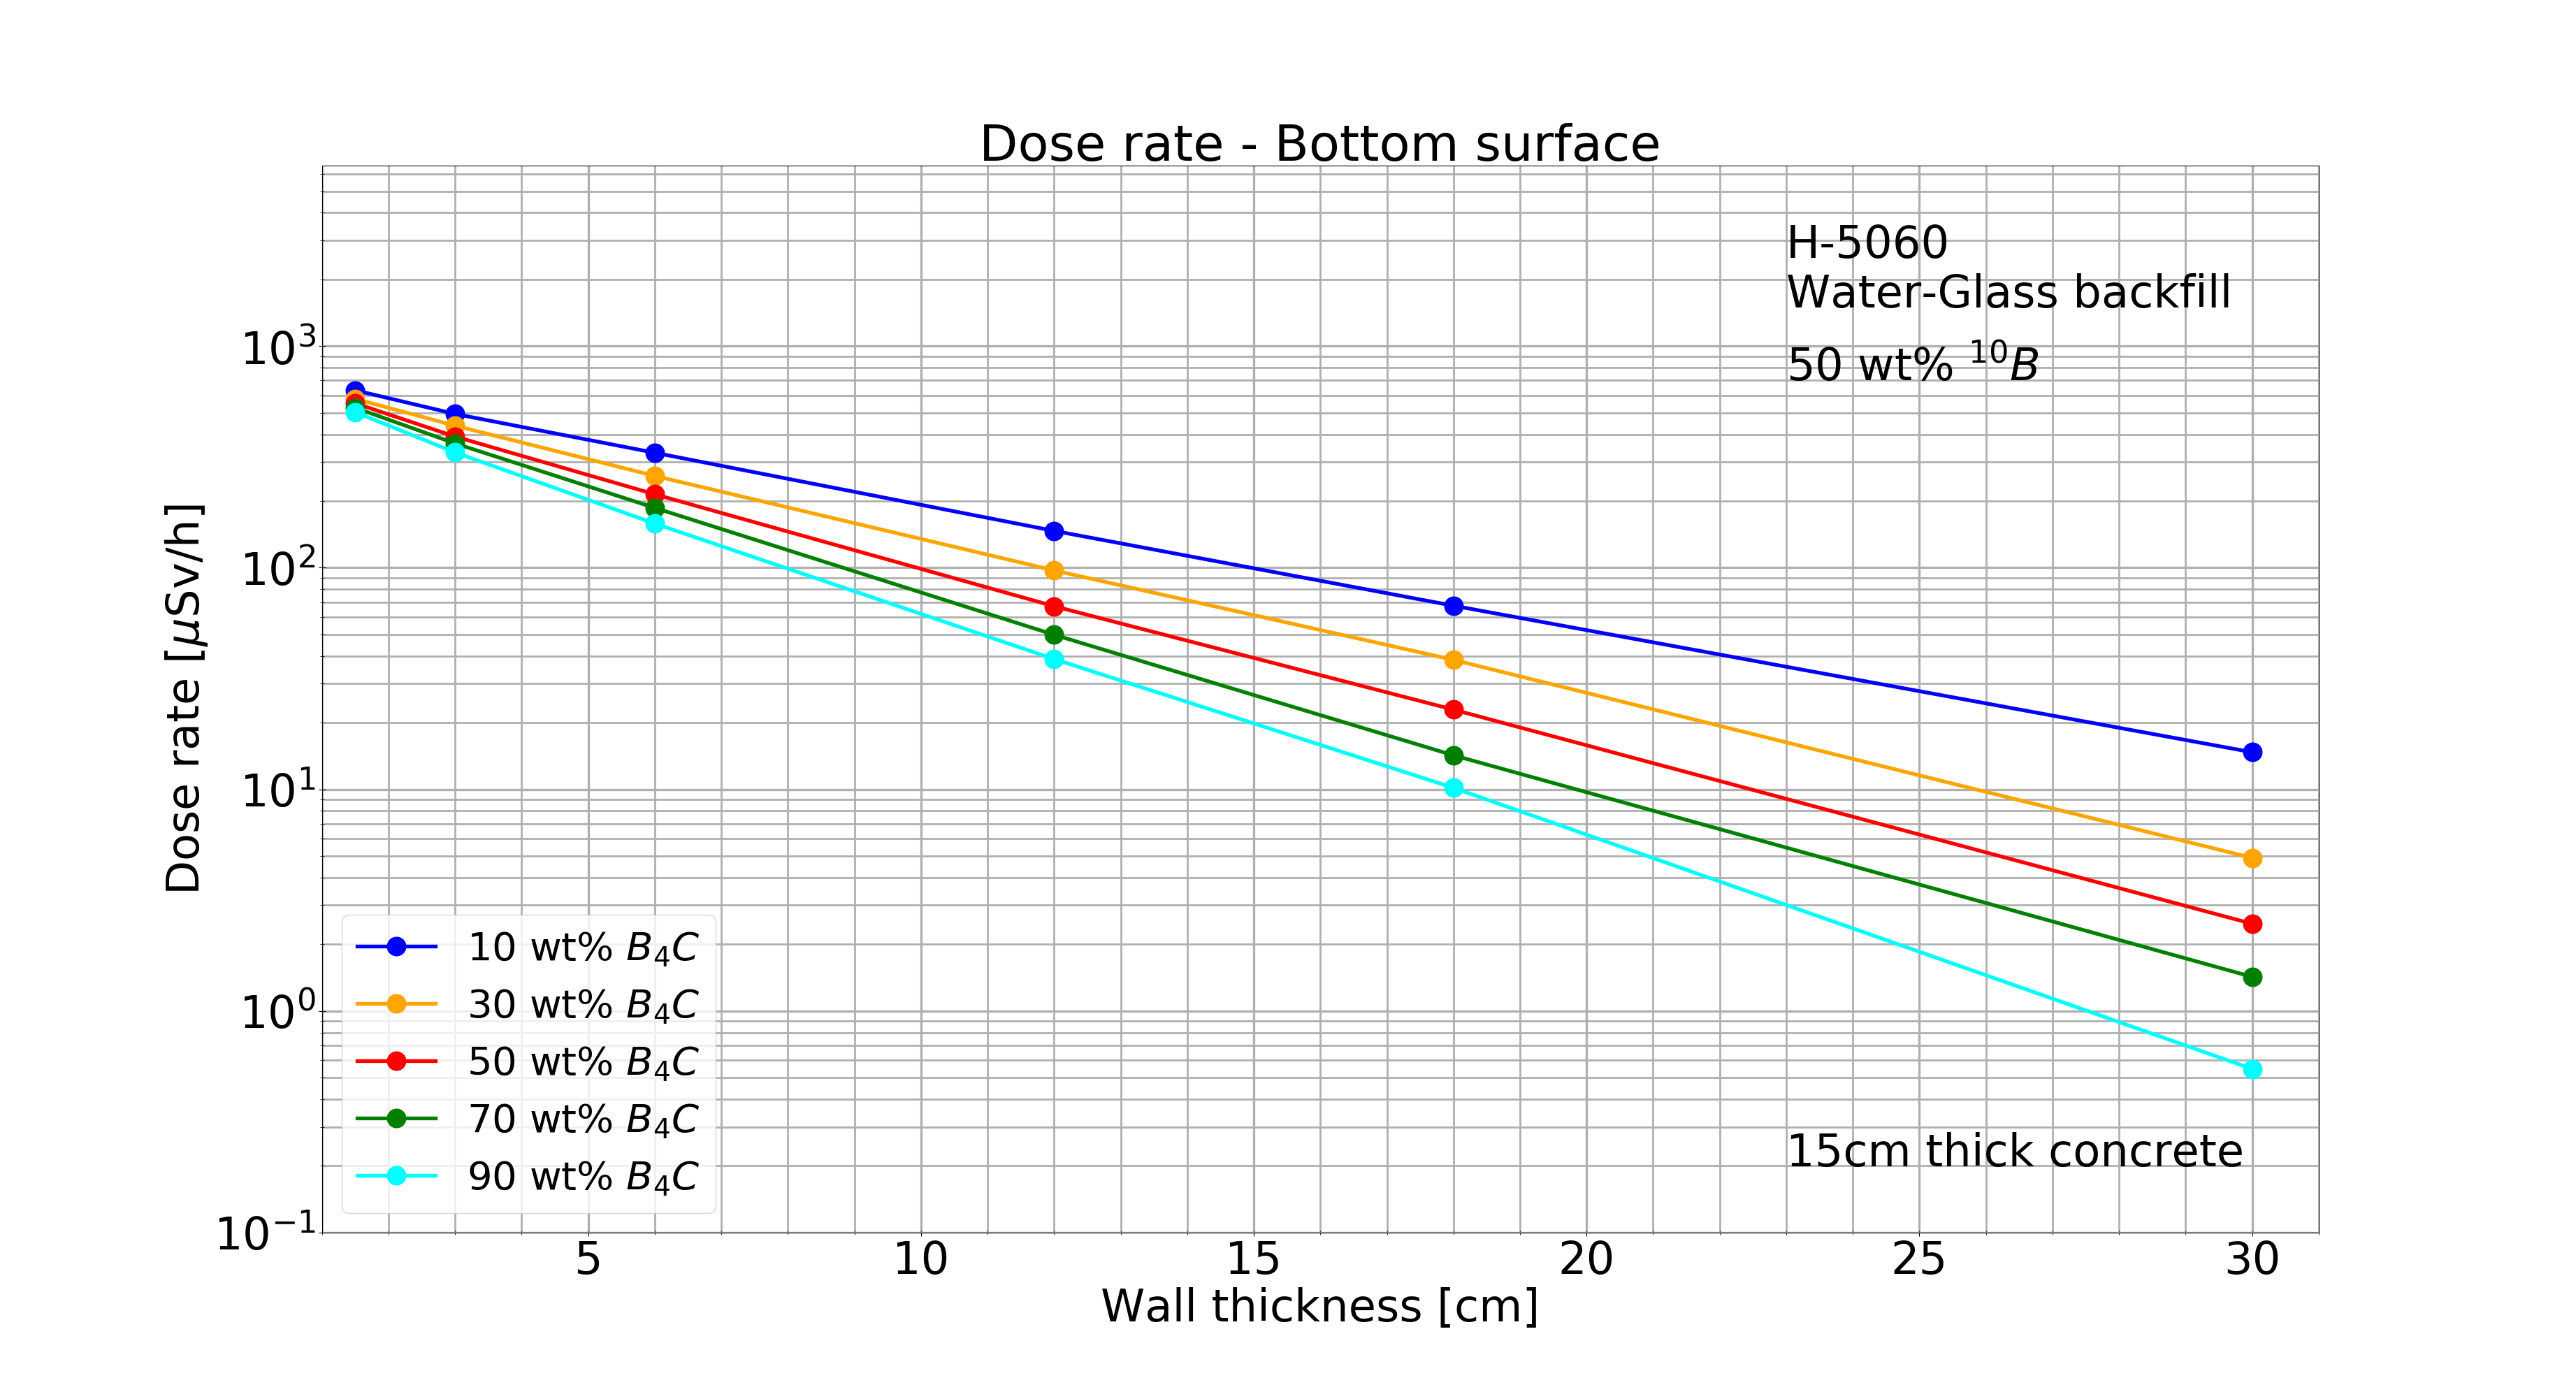 Dose rate - Bottom surface
H-5060
Water-Glass backfill
50 wt% ¹⁰B
10³
10²
10¹
10⁰
10⁻¹
Dose rate [μSv/h]
10 wt% B₄C
30 wt% B₄C
50 wt% B₄C
70 wt% B₄C
90 wt% B₄C
15cm thick concrete
5 10 15 20 25 30
Wall thickness [cm]